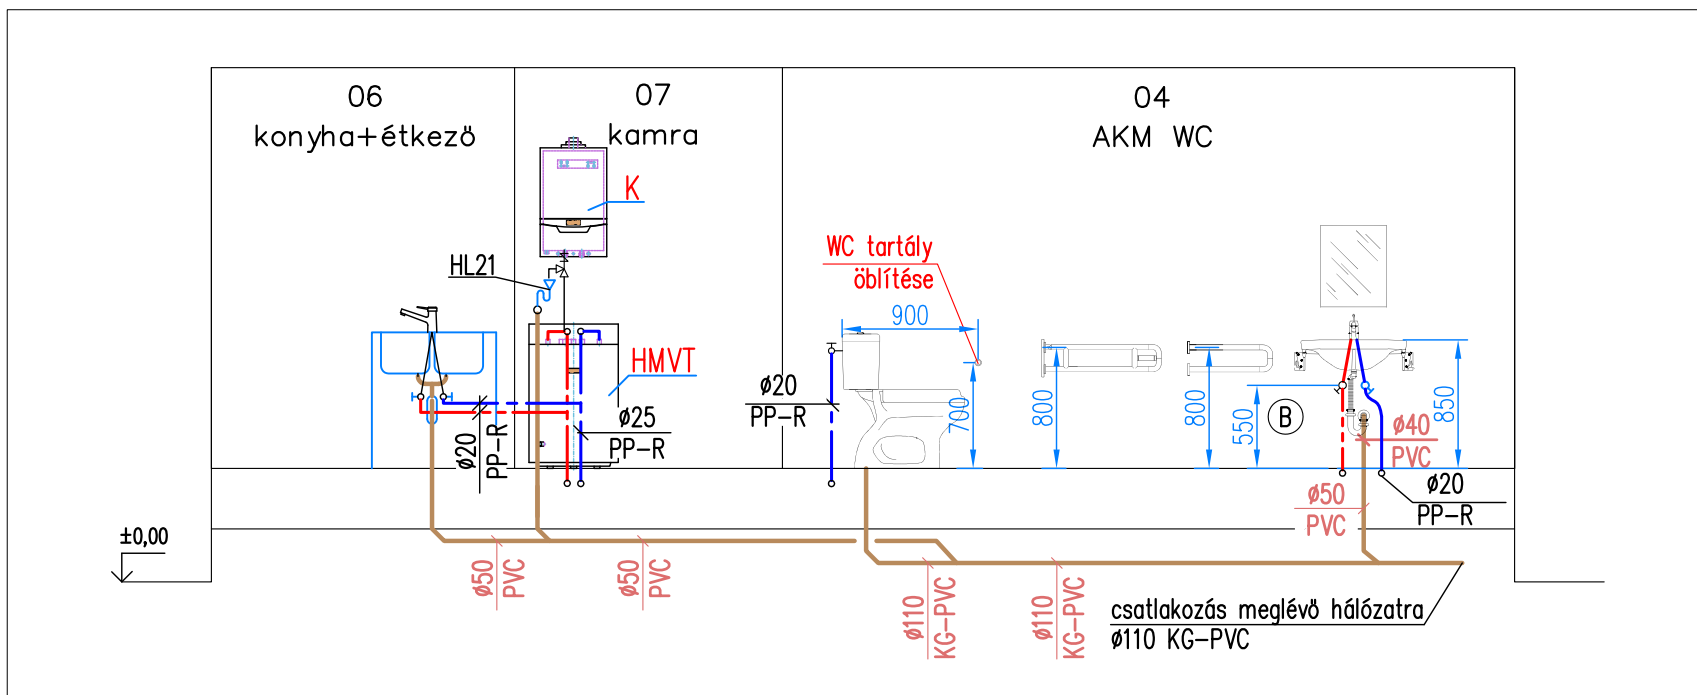 06
konyha+étkező
07
kamra
04
AKM WC
K
HL21
HMVT
WC tartály
öblítése
900
700
800
800
550
850
B
ø20
PP-R
ø25
PP-R
ø20
PP-R
ø40
PVC
ø50
PVC
ø20
PP-R
±0,00
ø50
PVC
ø50
PVC
ø110
KG-PVC
ø110
KG-PVC
csatlakozás meglévő hálózatra
ø110 KG-PVC